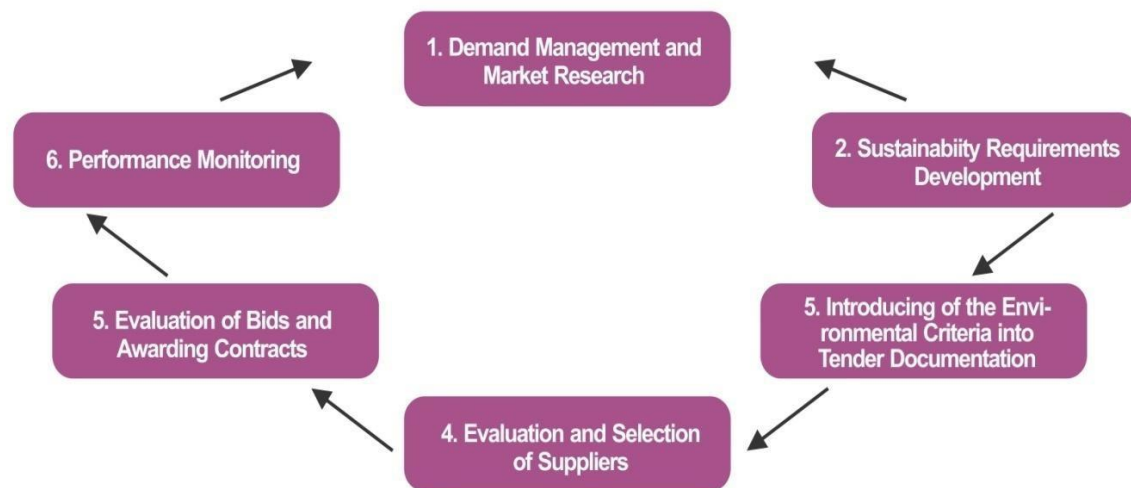 1. Demand Management and
Market Research
2. Sustainabiity Requirements
Development
5. Introducing of the Envi-
ronmental Criteria into
Tender Documentation
4. Evaluation and Selection
of Suppliers
5. Evaluation of Bids and
Awarding Contracts
6. Performance Monitoring